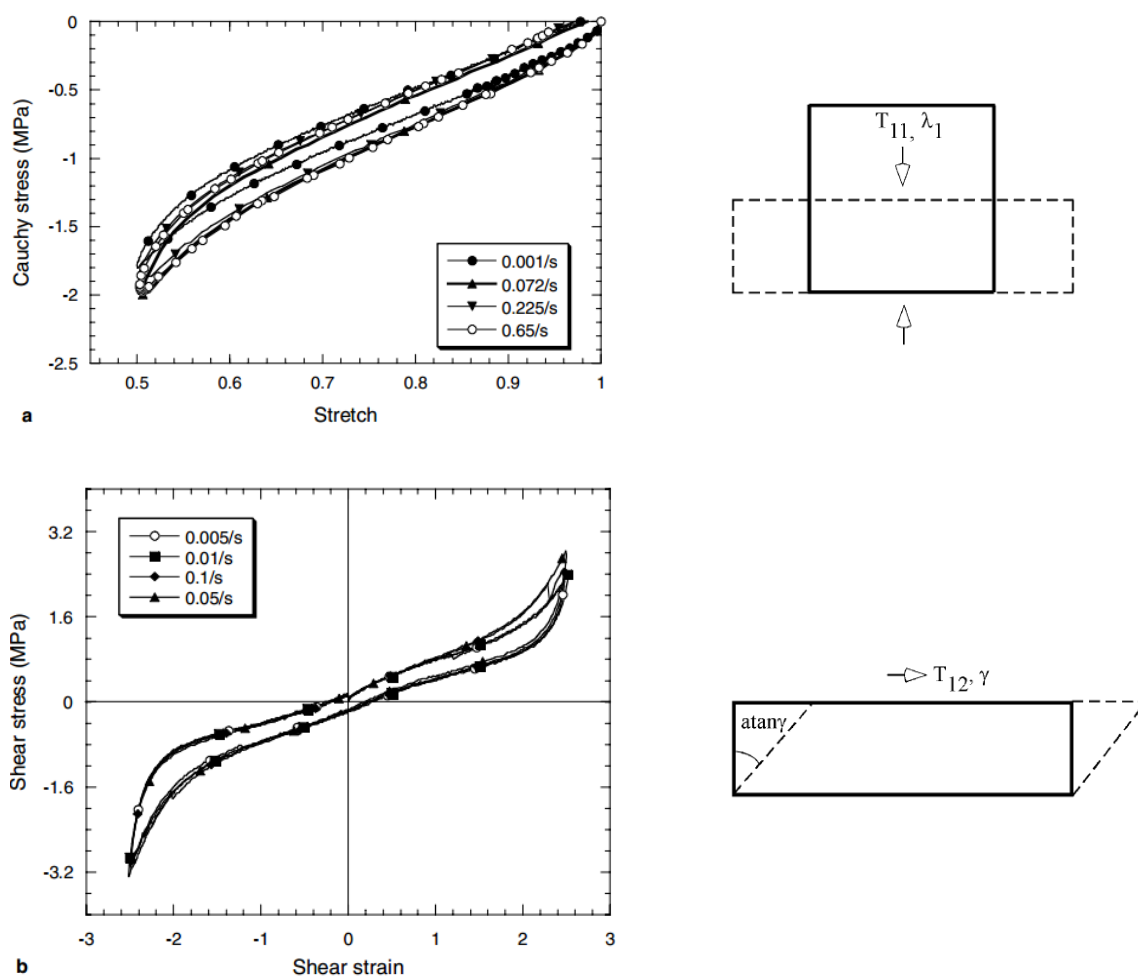 0
-0.5
-1
-1.5
-2
-2.5
Cauchy stress (MPa)
0.001/s
0.072/s
0.225/s
0.65/s
0.5 0.6 0.7 0.8 0.9 1
Stretch
a
T11, λ1
3.2
1.6
0
-1.6
-3.2
Shear stress (MPa)
0.005/s
0.01/s
0.1/s
0.05/s
-3 -2 -1 0 1 2 3
Shear strain
b
T12, γ
atanγ